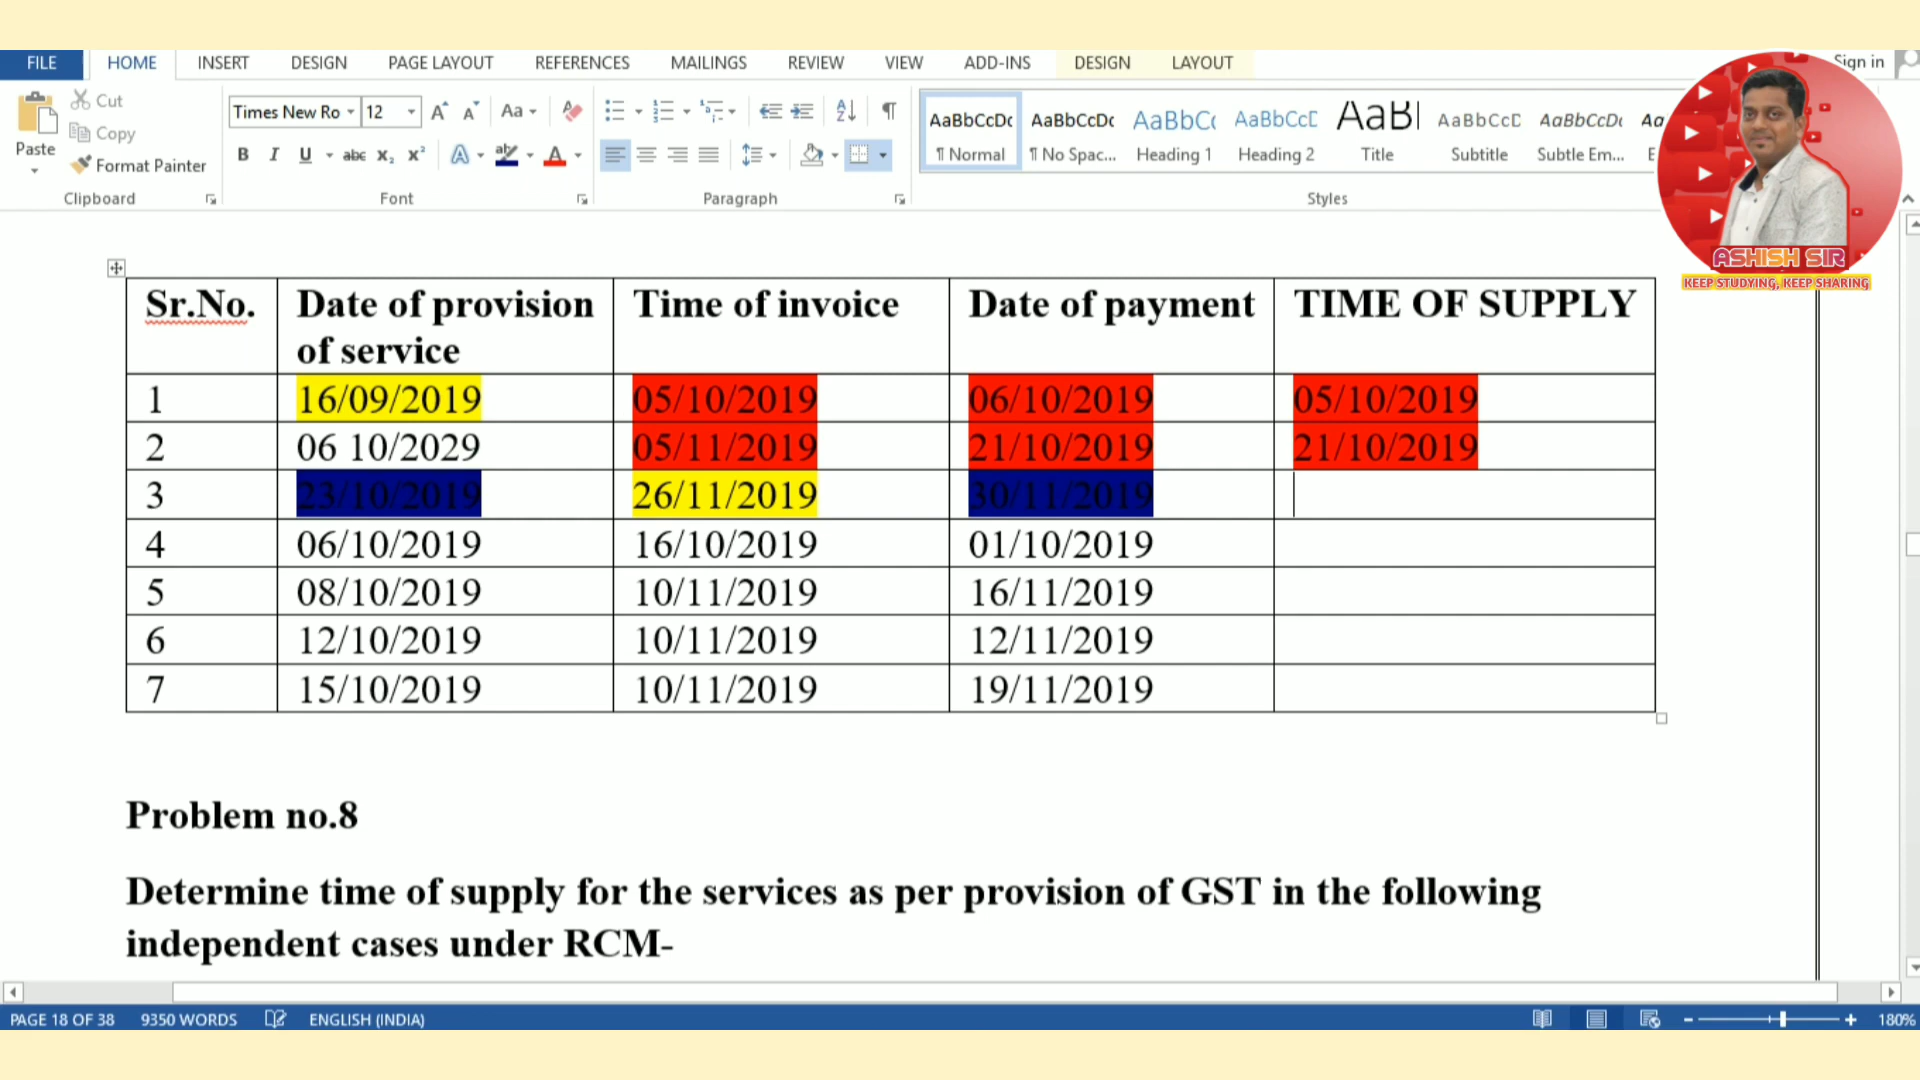 FILE HOME INSERT DESIGN PAGE LAYOUT REFERENCES MAILINGS REVIEW VIEW ADD-INS DESIGN LAYOUT Sign in
Cut
Copy
Format Painter
Paste
Clipboard
Times New Ro 12
Font
Paragraph
AaBbCcDc AaBbCcDc AaBbC AaBbCcD AaB AaBbCcD AaBbCcDc Aa
¶ Normal ¶ No Spac... Heading 1 Heading 2 Title Subtitle Subtle Em... E
Styles
ASHISH SIR
KEEP STUDYING, KEEP SHARING
Sr.No. Date of provision of service Time of invoice Date of payment TIME OF SUPPLY
1 16/09/2019 05/10/2019 06/10/2019 05/10/2019
2 06 10/2029 05/11/2019 21/10/2019 21/10/2019
3 23/10/2019 26/11/2019 30/11/2019
4 06/10/2019 16/10/2019 01/10/2019
5 08/10/2019 10/11/2019 16/11/2019
6 12/10/2019 10/11/2019 12/11/2019
7 15/10/2019 10/11/2019 19/11/2019
Problem no.8
Determine time of supply for the services as per provision of GST in the following
independent cases under RCM-
PAGE 18 OF 38 9350 WORDS ENGLISH (INDIA) 180%